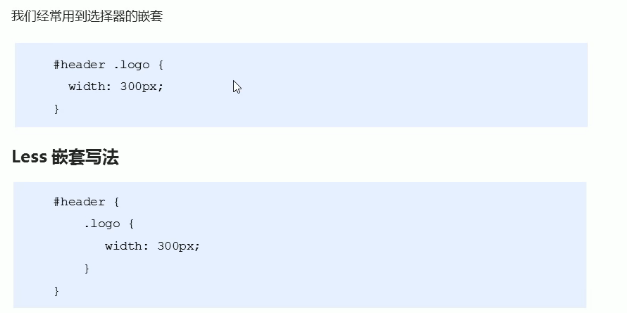 我们经常用到选择器的嵌套
#header .logo {
  width: 300px;
}
Less 嵌套写法
#header {
    .logo {
       width: 300px;
    }
}